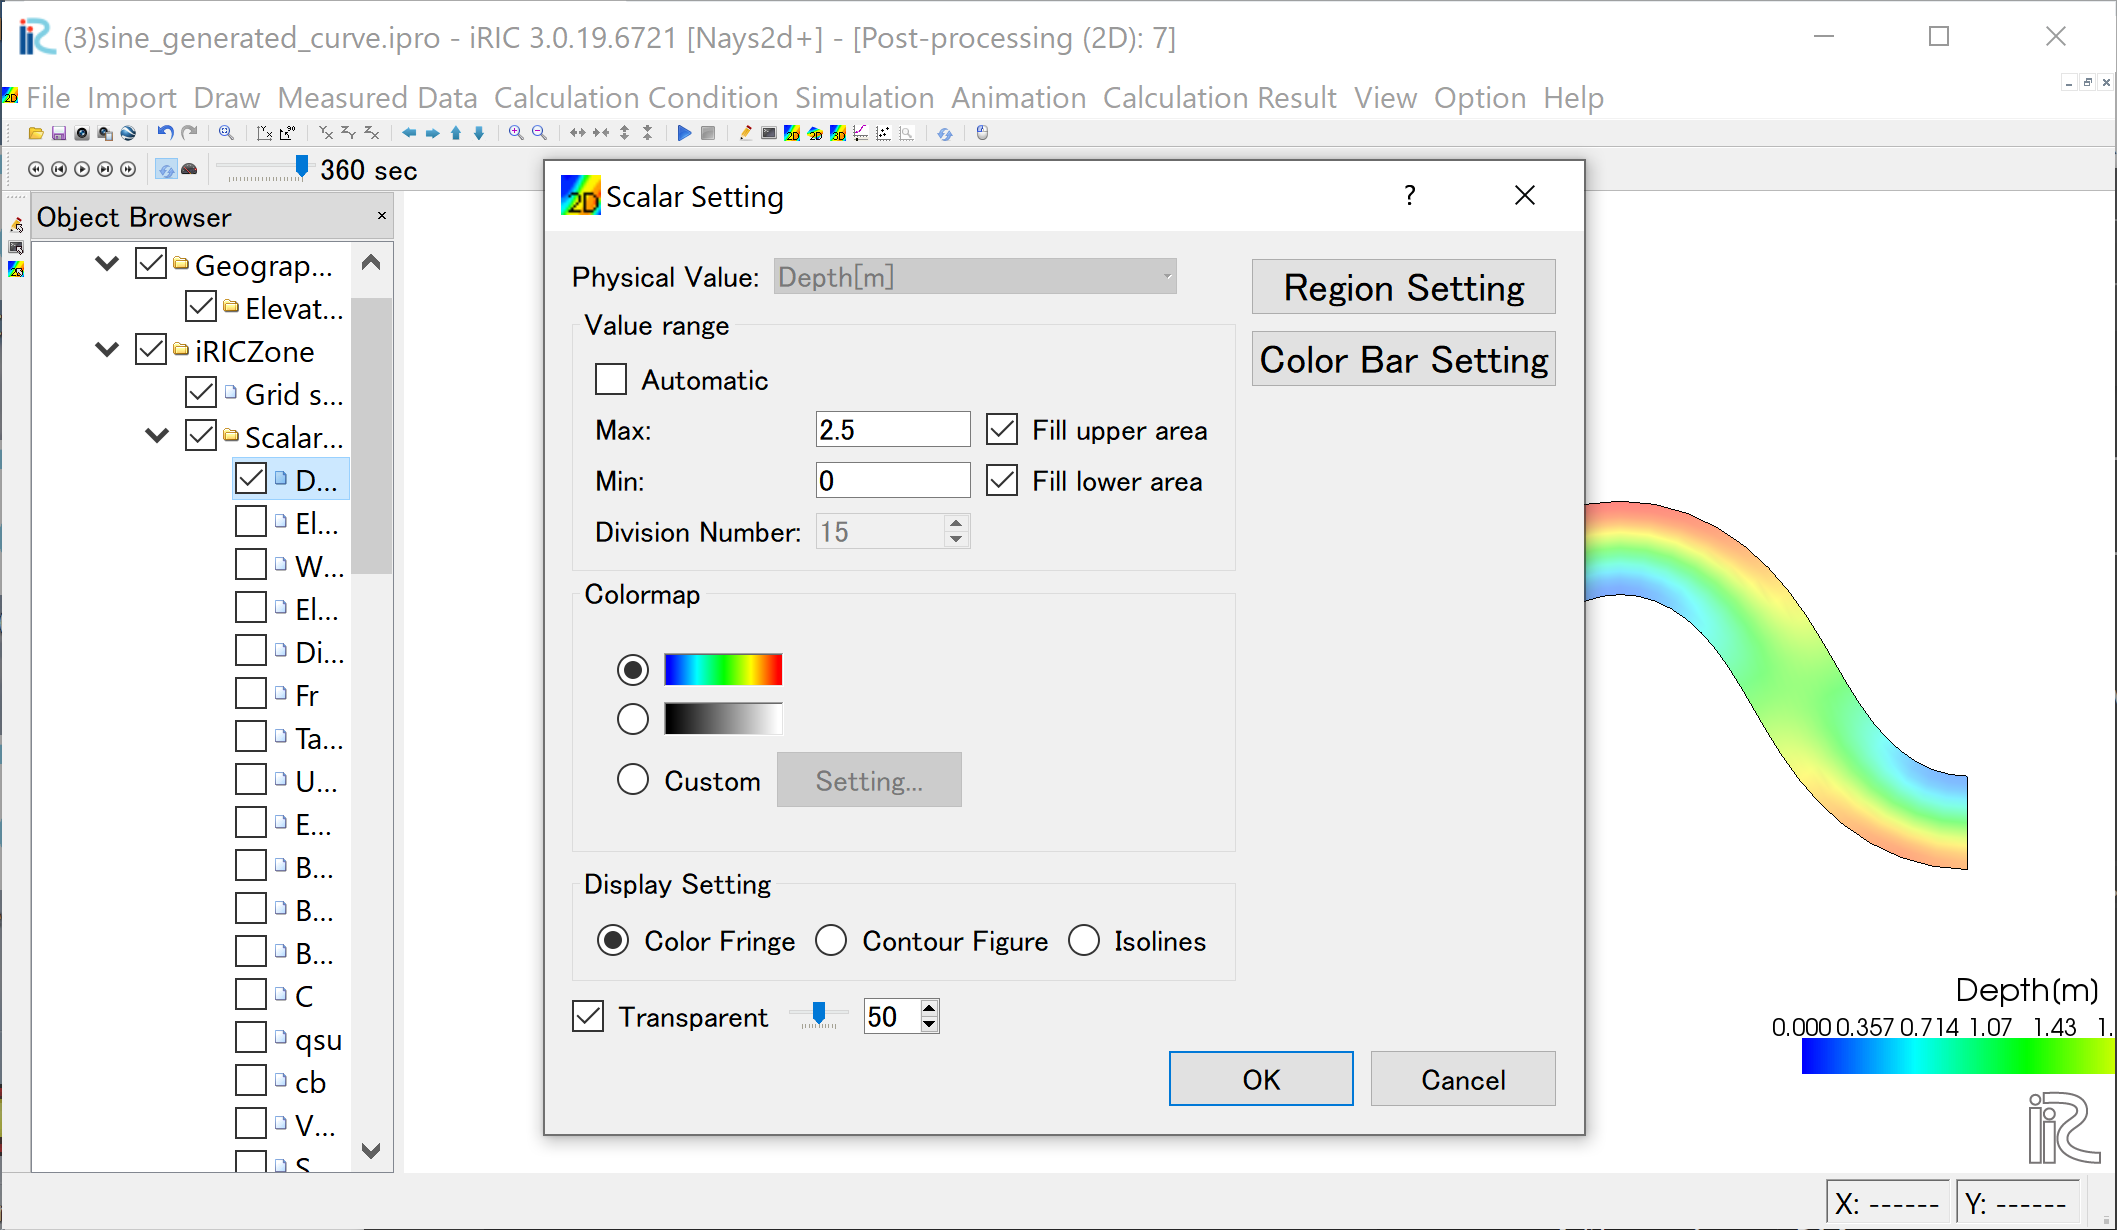 (3)sine_generated_curve.ipro - iRIC 3.0.19.6721 [Nays2d+] - [Post-processing (2D): 7]
File Import Draw Measured Data Calculation Condition Simulation Animation Calculation Result View Option Help
360 sec
Object Browser
Geograp...
Elevat...
iRICZone
Grid s...
Scalar...
D...
El...
W...
El...
Di...
Fr
Ta...
U...
E...
B...
B...
B...
C
qsu
cb
V...
S
2D Scalar Setting
Physical Value: Depth[m]
Region Setting
Value range
Color Bar Setting
Automatic
Max: 2.5 Fill upper area
Min: 0 Fill lower area
Division Number: 15
Colormap
Custom Setting...
Display Setting
Color Fringe Contour Figure Isolines
Transparent 50
OK Cancel
Depth(m)
0.000 0.357 0.714 1.07 1.43 1.
iRIC
X: ------ Y: ------